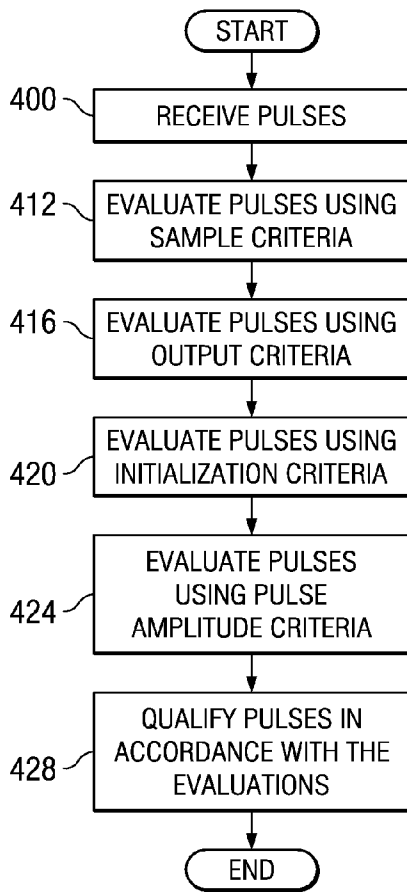 START
400
RECEIVE PULSES
412
EVALUATE PULSES USING
SAMPLE CRITERIA
416
EVALUATE PULSES USING
OUTPUT CRITERIA
420
EVALUATE PULSES USING
INITIALIZATION CRITERIA
424
EVALUATE PULSES
USING PULSE
AMPLITUDE CRITERIA
428
QUALIFY PULSES IN
ACCORDANCE WITH THE
EVALUATIONS
END